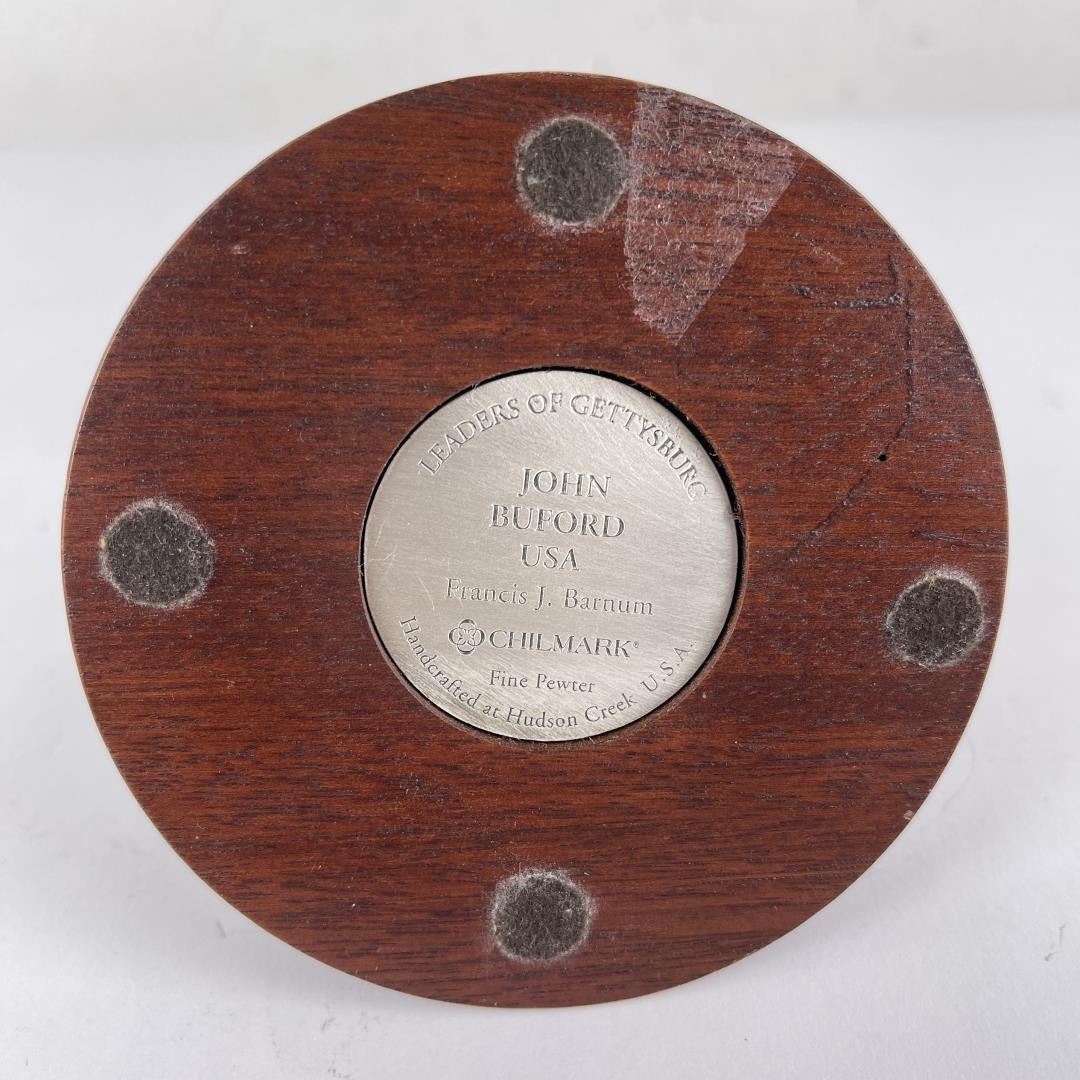 LEADERS OF GETTYSBURG
JOHN
BUFORD
USA
Francis J. Barnum
CHILMARK®
Fine Pewter
Handcrafted at Hudson Creek U.S.A.